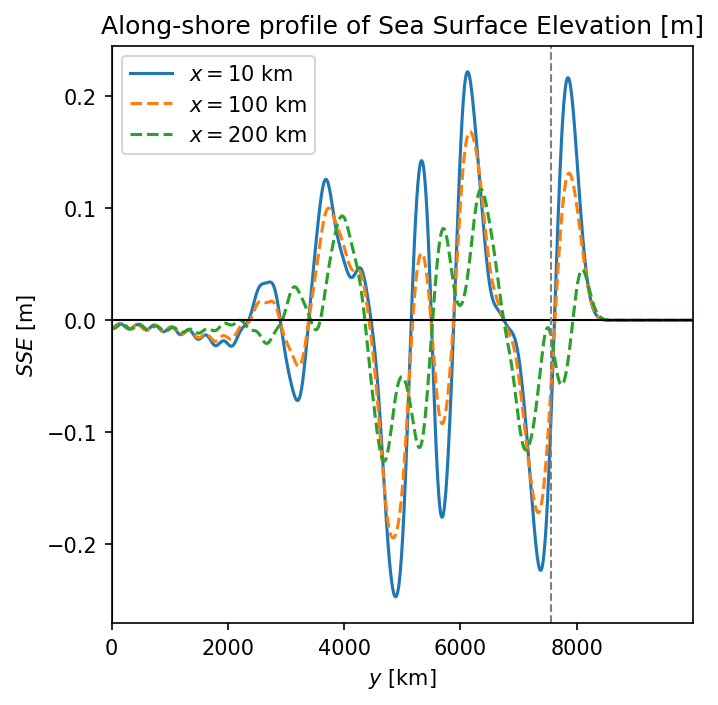 Along-shore profile of Sea Surface Elevation [m]
x = 10 km
x = 100 km
x = 200 km
0.2
0.1
0.0
−0.1
−0.2
SSE [m]
0 2000 4000 6000 8000
y [km]